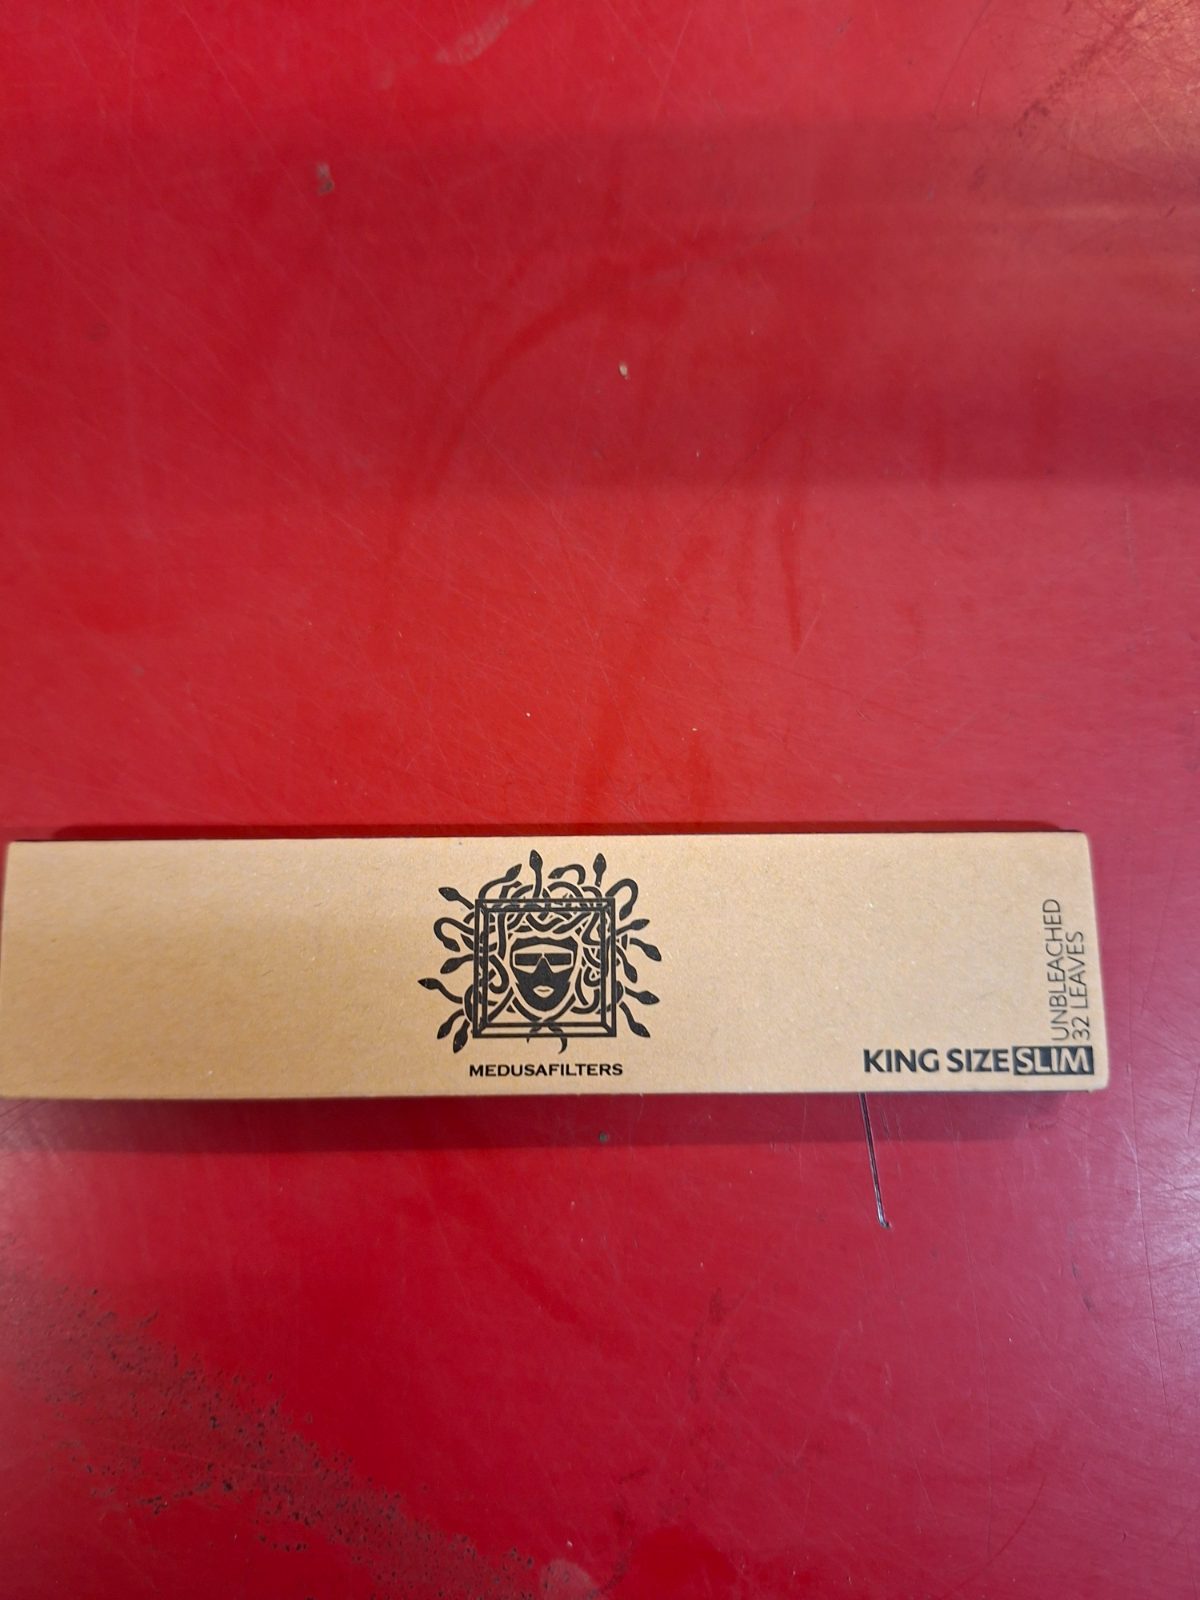 MEDUSAFILTERS
KING SIZE SLIM
UNBLEACHED
32 LEAVES